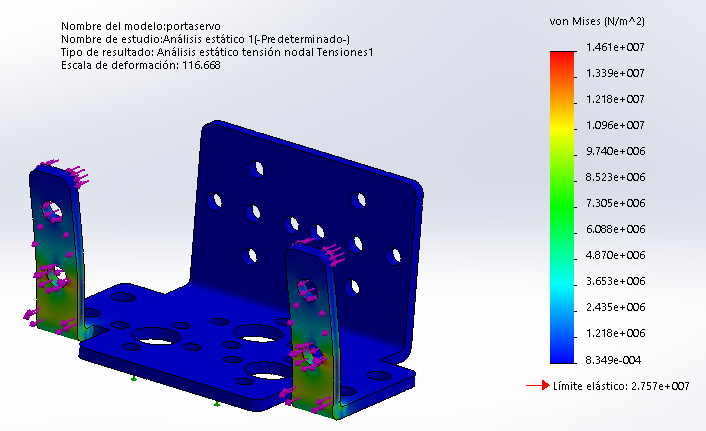 Nombre del modelo:portaservo
Nombre de estudio:Análisis estático 1(-Predeterminado-)
Tipo de resultado: Análisis estático tensión nodal Tensiones1
Escala de deformación: 116.668
von Mises (N/m^2)
1.461e+007
1.339e+007
1.218e+007
1.096e+007
9.740e+006
8.523e+006
7.305e+006
6.088e+006
4.870e+006
3.653e+006
2.435e+006
1.218e+006
8.349e-004
Límite elástico: 2.757e+007